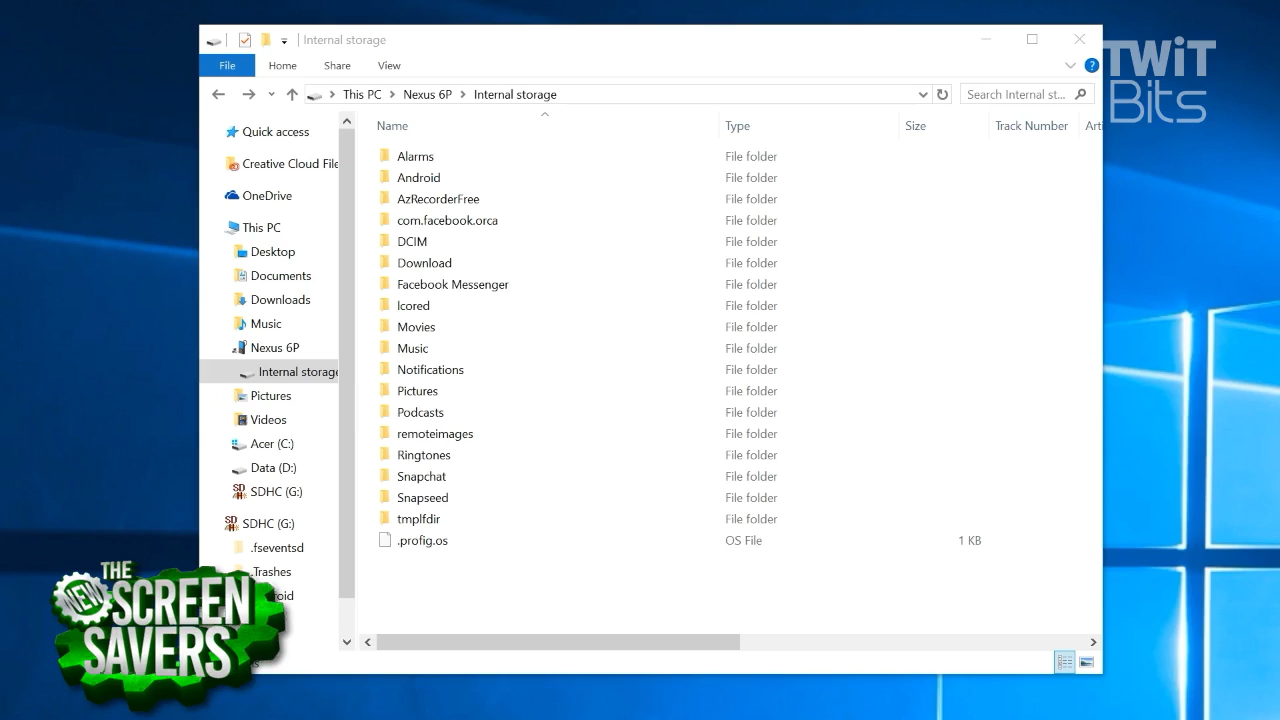 Internal storage
TWiT
Bits
File Home Share View
This PC > Nexus 6P > Internal storage
Search Internal st...
Name Type Size Track Number Arti
Quick access
Creative Cloud File
OneDrive
This PC
Desktop
Documents
Downloads
Music
Nexus 6P
Internal storage
Pictures
Videos
Acer (C:)
Data (D:)
SDHC (G:)
SDHC (G:)
.fseventsd
.Trashes
oid
Alarms File folder
Android File folder
AzRecorderFree File folder
com.facebook.orca File folder
DCIM File folder
Download File folder
Facebook Messenger File folder
lcored File folder
Movies File folder
Music File folder
Notifications File folder
Pictures File folder
Podcasts File folder
remoteimages File folder
Ringtones File folder
Snapchat File folder
Snapseed File folder
tmplfdir File folder
.profig.os OS File 1 KB
THE
NEW SCREEN
SAVERS